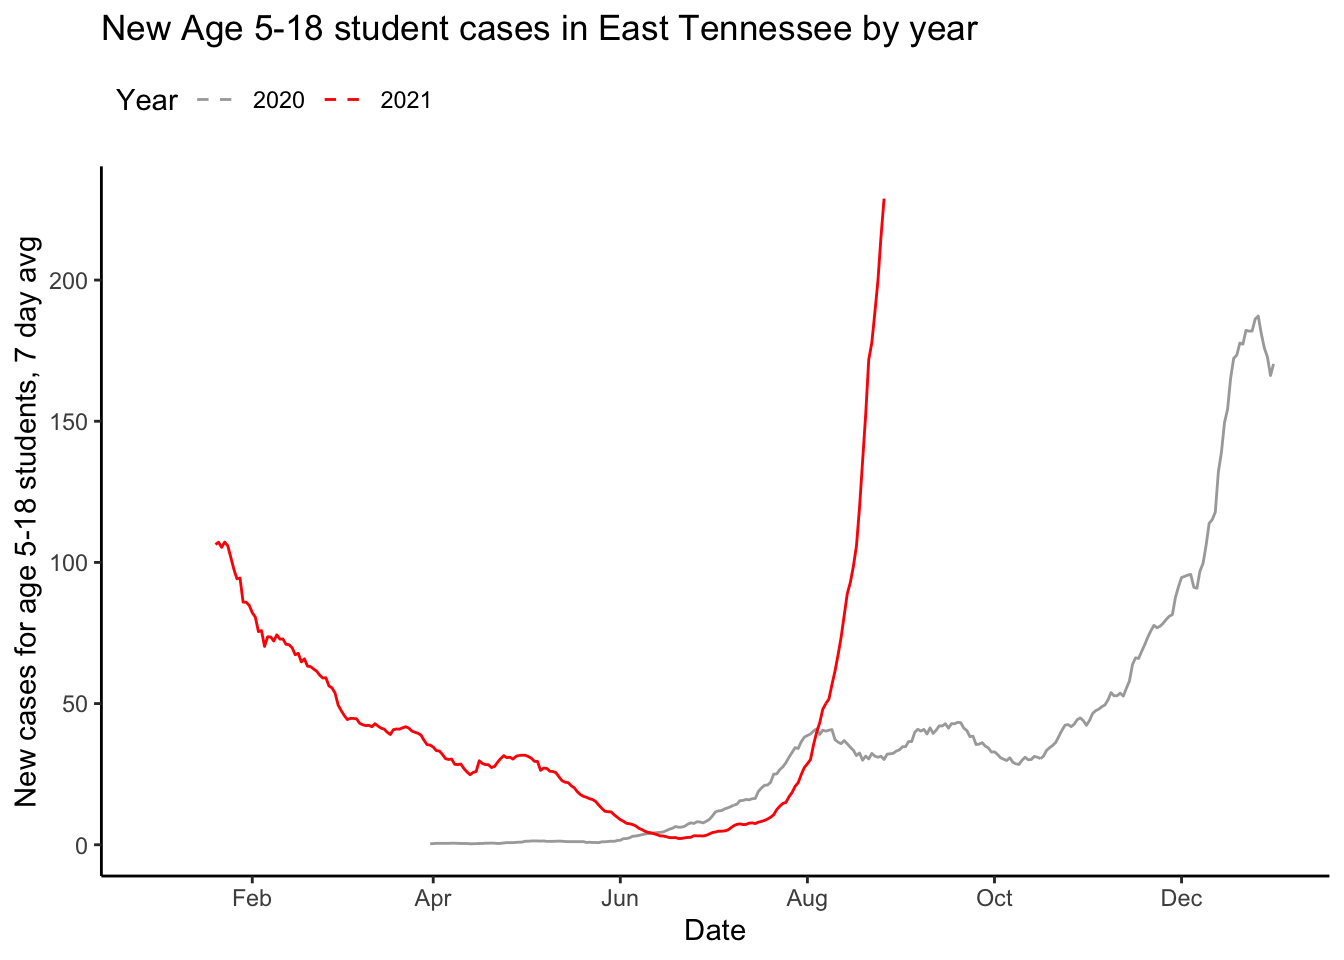 New Age 5-18 student cases in East Tennessee by year
Year 2020 2021
New cases for age 5-18 students, 7 day avg
200
150
100
50
0
Feb Apr Jun Aug Oct Dec
Date